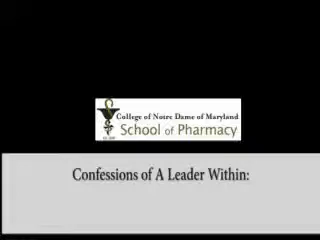 College of Notre Dame of Maryland
School of Pharmacy
Confessions of A Leader Within: